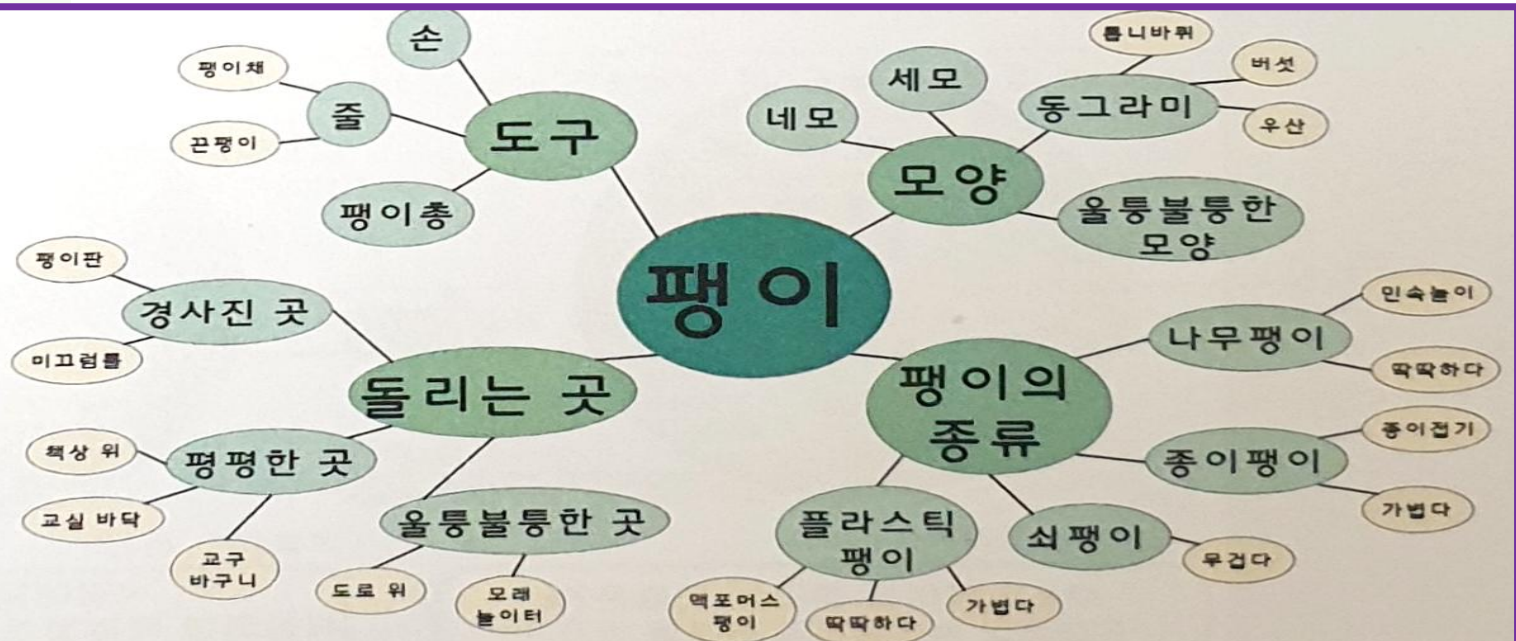 손
팽이채
줄
끈팽이
도구
팽이총
톱니바퀴
세모
버섯
네모
동그라미
우산
모양
울퉁불퉁한
모양
팽이
팽이판
경사진 곳
미끄럼틀
돌리는 곳
책상 위
평평한 곳
교실 바닥
교구
바구니
울퉁불퉁한 곳
도로 위
모래
놀이터
팽이의
종류
민속놀이
나무팽이
딱딱하다
종이접기
종이팽이
가볍다
플라스틱
팽이
쇠팽이
무겁다
맥포머스
팽이
딱딱하다
가볍다